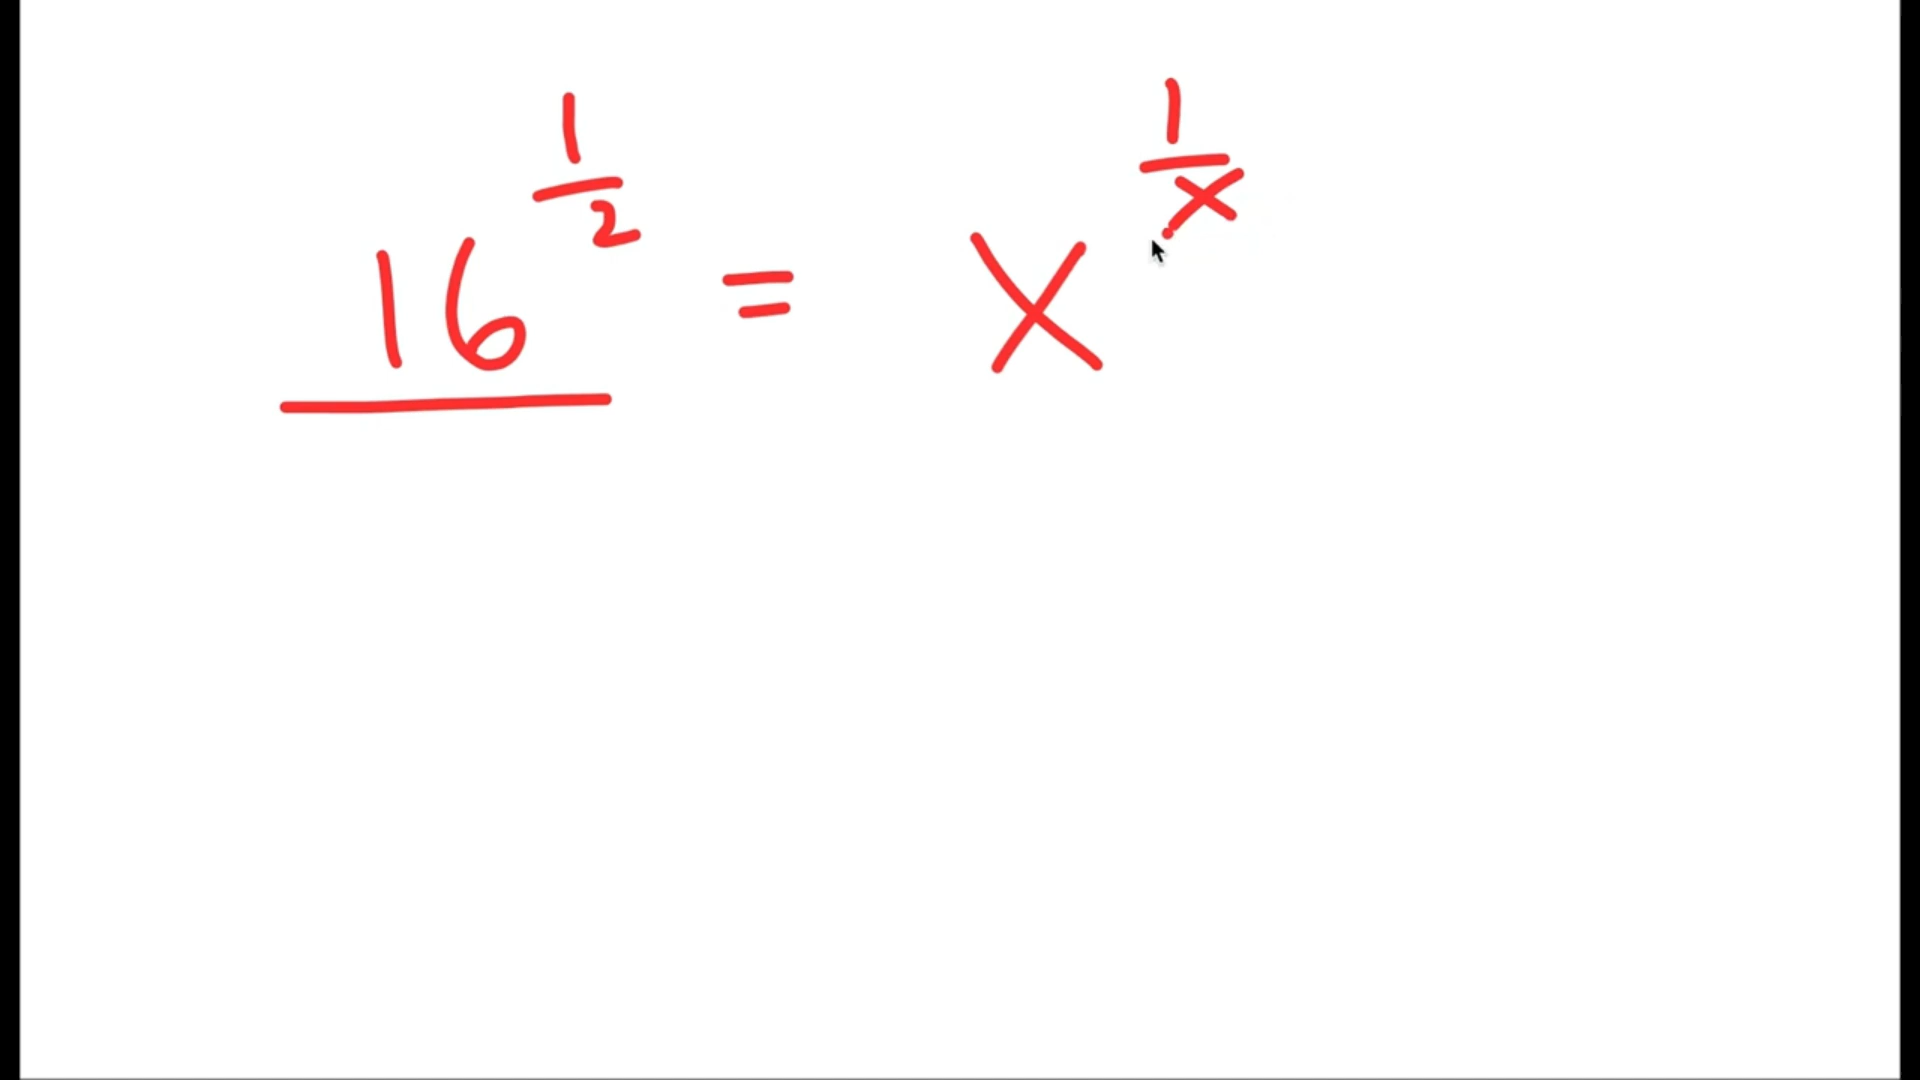 16^(1/2) = x^(1/x)